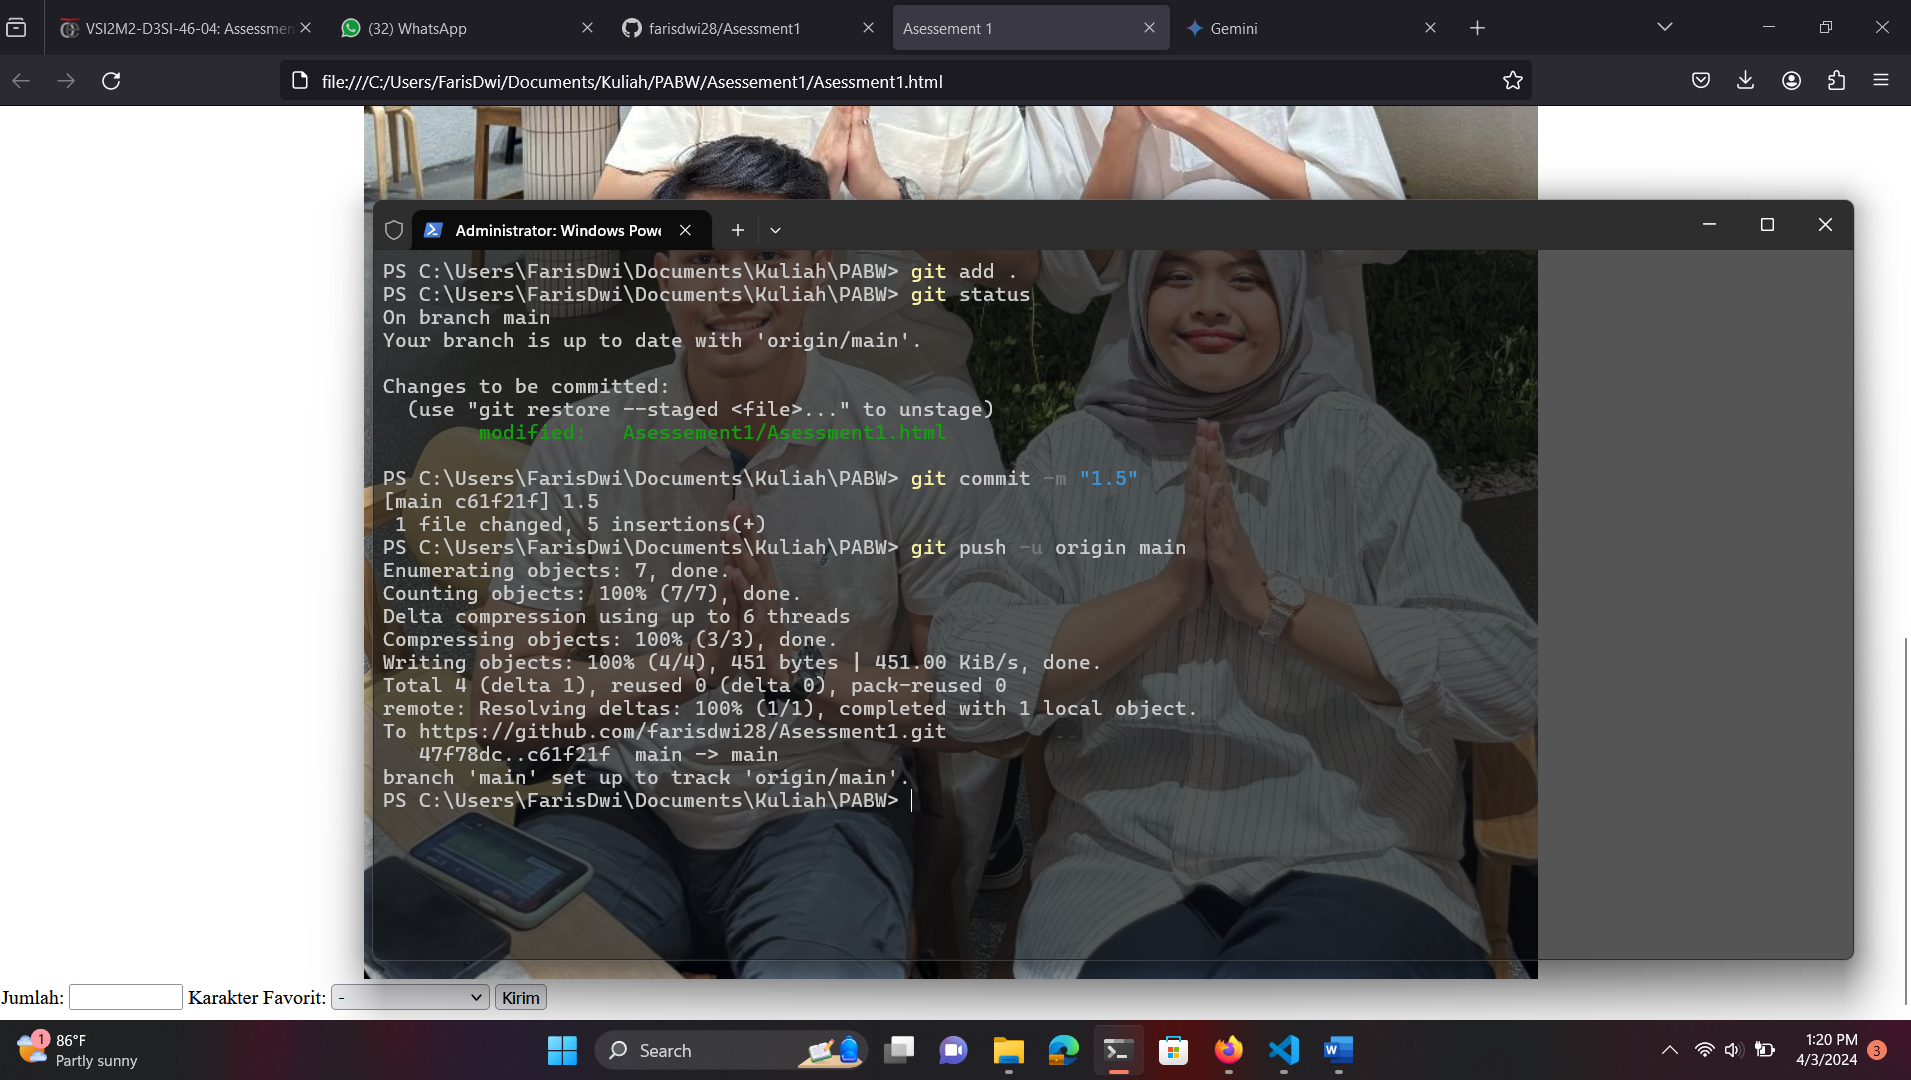 VSI2M2-D3SI-46-04: Assessmen
(32) WhatsApp
farisdwi28/Asessment1
Asessement 1
Gemini
file:///C:/Users/FarisDwi/Documents/Kuliah/PABW/Asessement1/Asessment1.html
Administrator: Windows Powe
PS C:\Users\FarisDwi\Documents\Kuliah\PABW> git add .
PS C:\Users\FarisDwi\Documents\Kuliah\PABW> git status
On branch main
Your branch is up to date with 'origin/main'.
Changes to be committed:
(use "git restore --staged <file>..." to unstage)
modified: Asessement1/Asessment1.html
PS C:\Users\FarisDwi\Documents\Kuliah\PABW> git commit -m "1.5"
[main c61f21f] 1.5
1 file changed, 5 insertions(+)
PS C:\Users\FarisDwi\Documents\Kuliah\PABW> git push -u origin main
Enumerating objects: 7, done.
Counting objects: 100% (7/7), done.
Delta compression using up to 6 threads
Compressing objects: 100% (3/3), done.
Writing objects: 100% (4/4), 451 bytes | 451.00 KiB/s, done.
Total 4 (delta 1), reused 0 (delta 0), pack-reused 0
remote: Resolving deltas: 100% (1/1), completed with 1 local object.
To https://github.com/farisdwi28/Asessment1.git
47f78dc..c61f21f main -> main
branch 'main' set up to track 'origin/main'.
PS C:\Users\FarisDwi\Documents\Kuliah\PABW>
Jumlah: Karakter Favorit: - Kirim
1
86°F
Partly sunny
Search
1:20 PM
4/3/2024
3